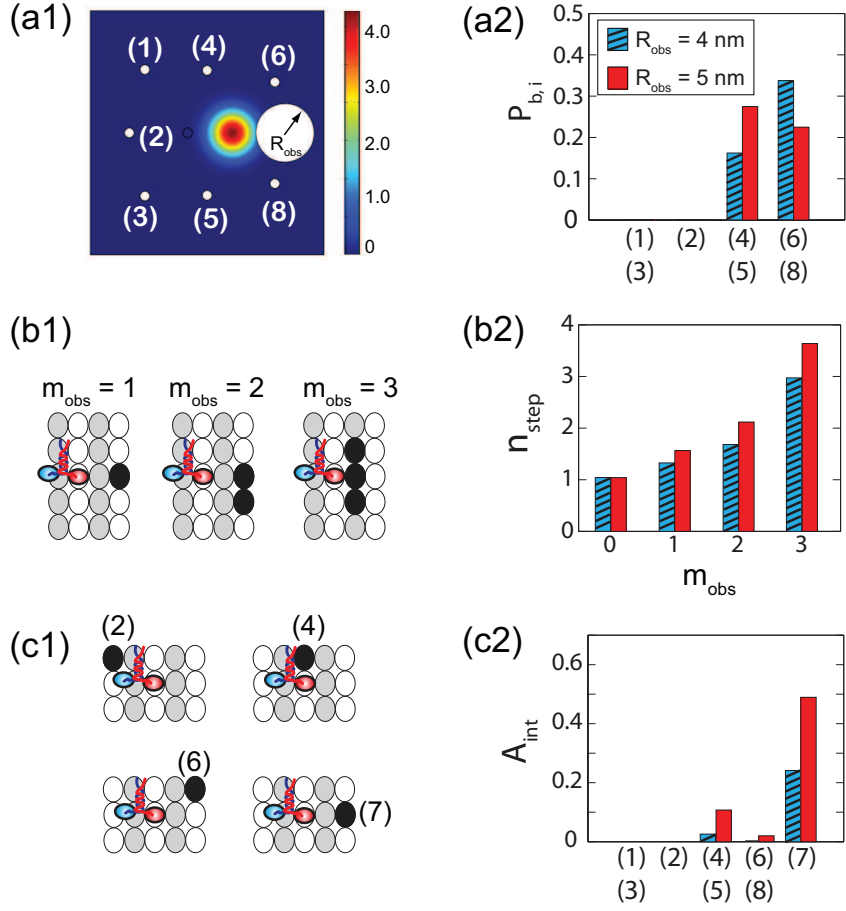 (a1)
(1)
(4)
(6)
(2)
R_obs
(3)
(5)
(8)
4.0
3.0
2.0
1.0
0
(a2)
P_b,i
0,5
0.4
0.3
0.2
0.1
0
R_obs = 4 nm
R_obs = 5 nm
(1) (2) (4) (6)
(3) (5) (8)
(b1)
m_obs = 1 m_obs = 2 m_obs = 3
(b2)
n_step
4
3
2
1
0
0 1 2 3
m_obs
(c1)
(2) (4)
(6)
(7)
(c2)
A_int
0.6
0.4
0.2
0
(1) (2) (4) (6) (7)
(3) (5) (8)